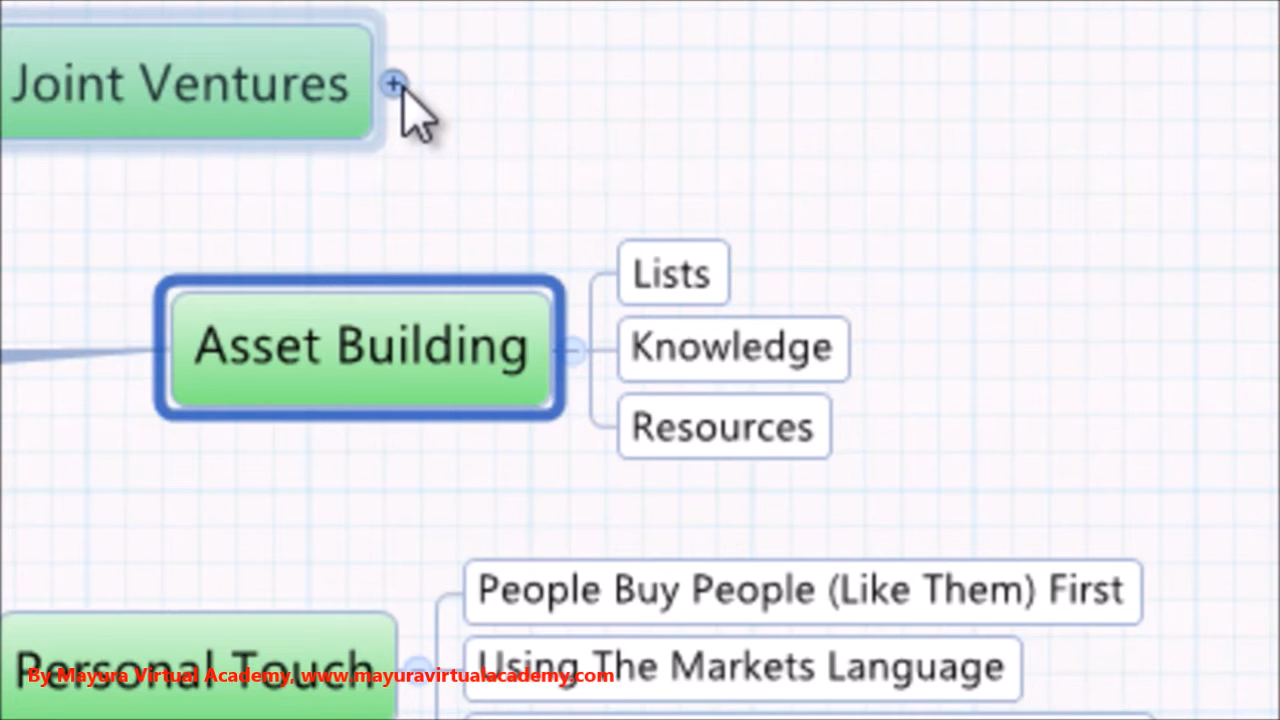 Joint Ventures
Asset Building
Lists
Knowledge
Resources
People Buy People (Like Them) First
Personal Touch
Using The Markets Language
By Mayura Virtual Academy, www.mayuravirtualacademy.com